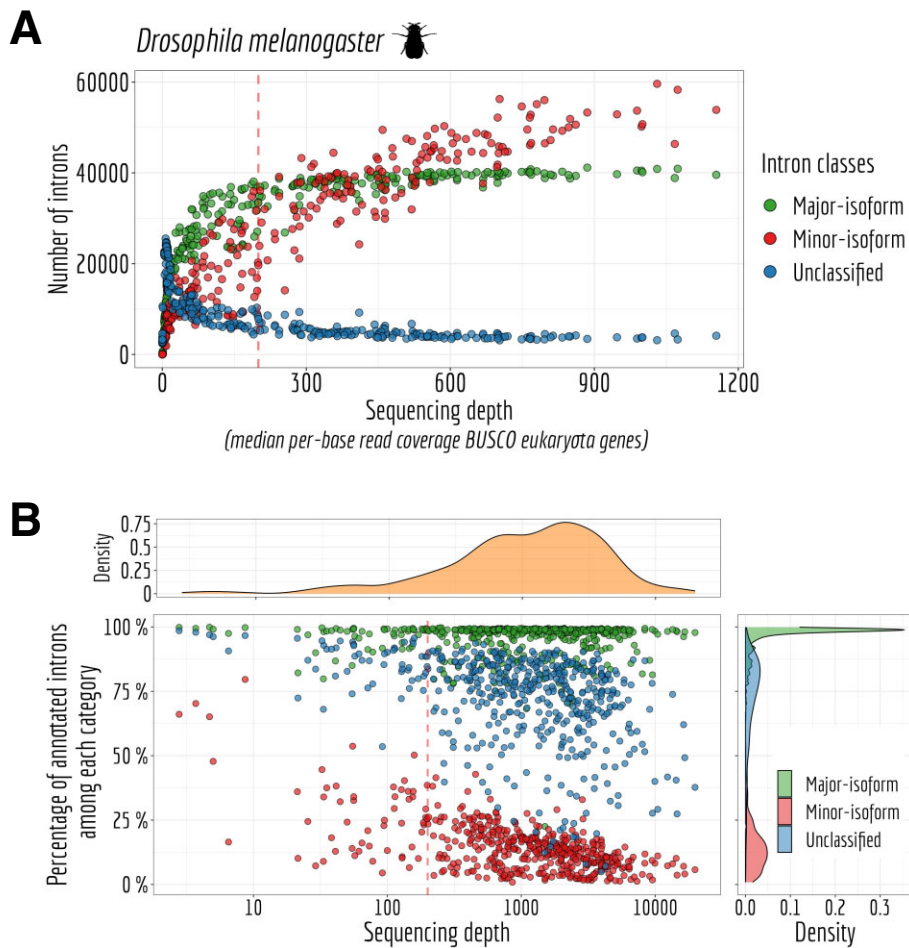 A
Drosophila melanogaster
Number of introns
60000
40000
20000
0
0
300
600
900
1200
Sequencing depth
(median per-base read coverage BUSCO eukaryota genes)
Intron classes
Major-isoform
Minor-isoform
Unclassified
B
Density
0.75
0.5
0.25
0
Percentage of annotated introns
among each category
100 %
75 %
50 %
25 %
0 %
10
100
1000
10000
Sequencing depth
Major-isoform
Minor-isoform
Unclassified
0.0
0.1
0.2
0.3
Density